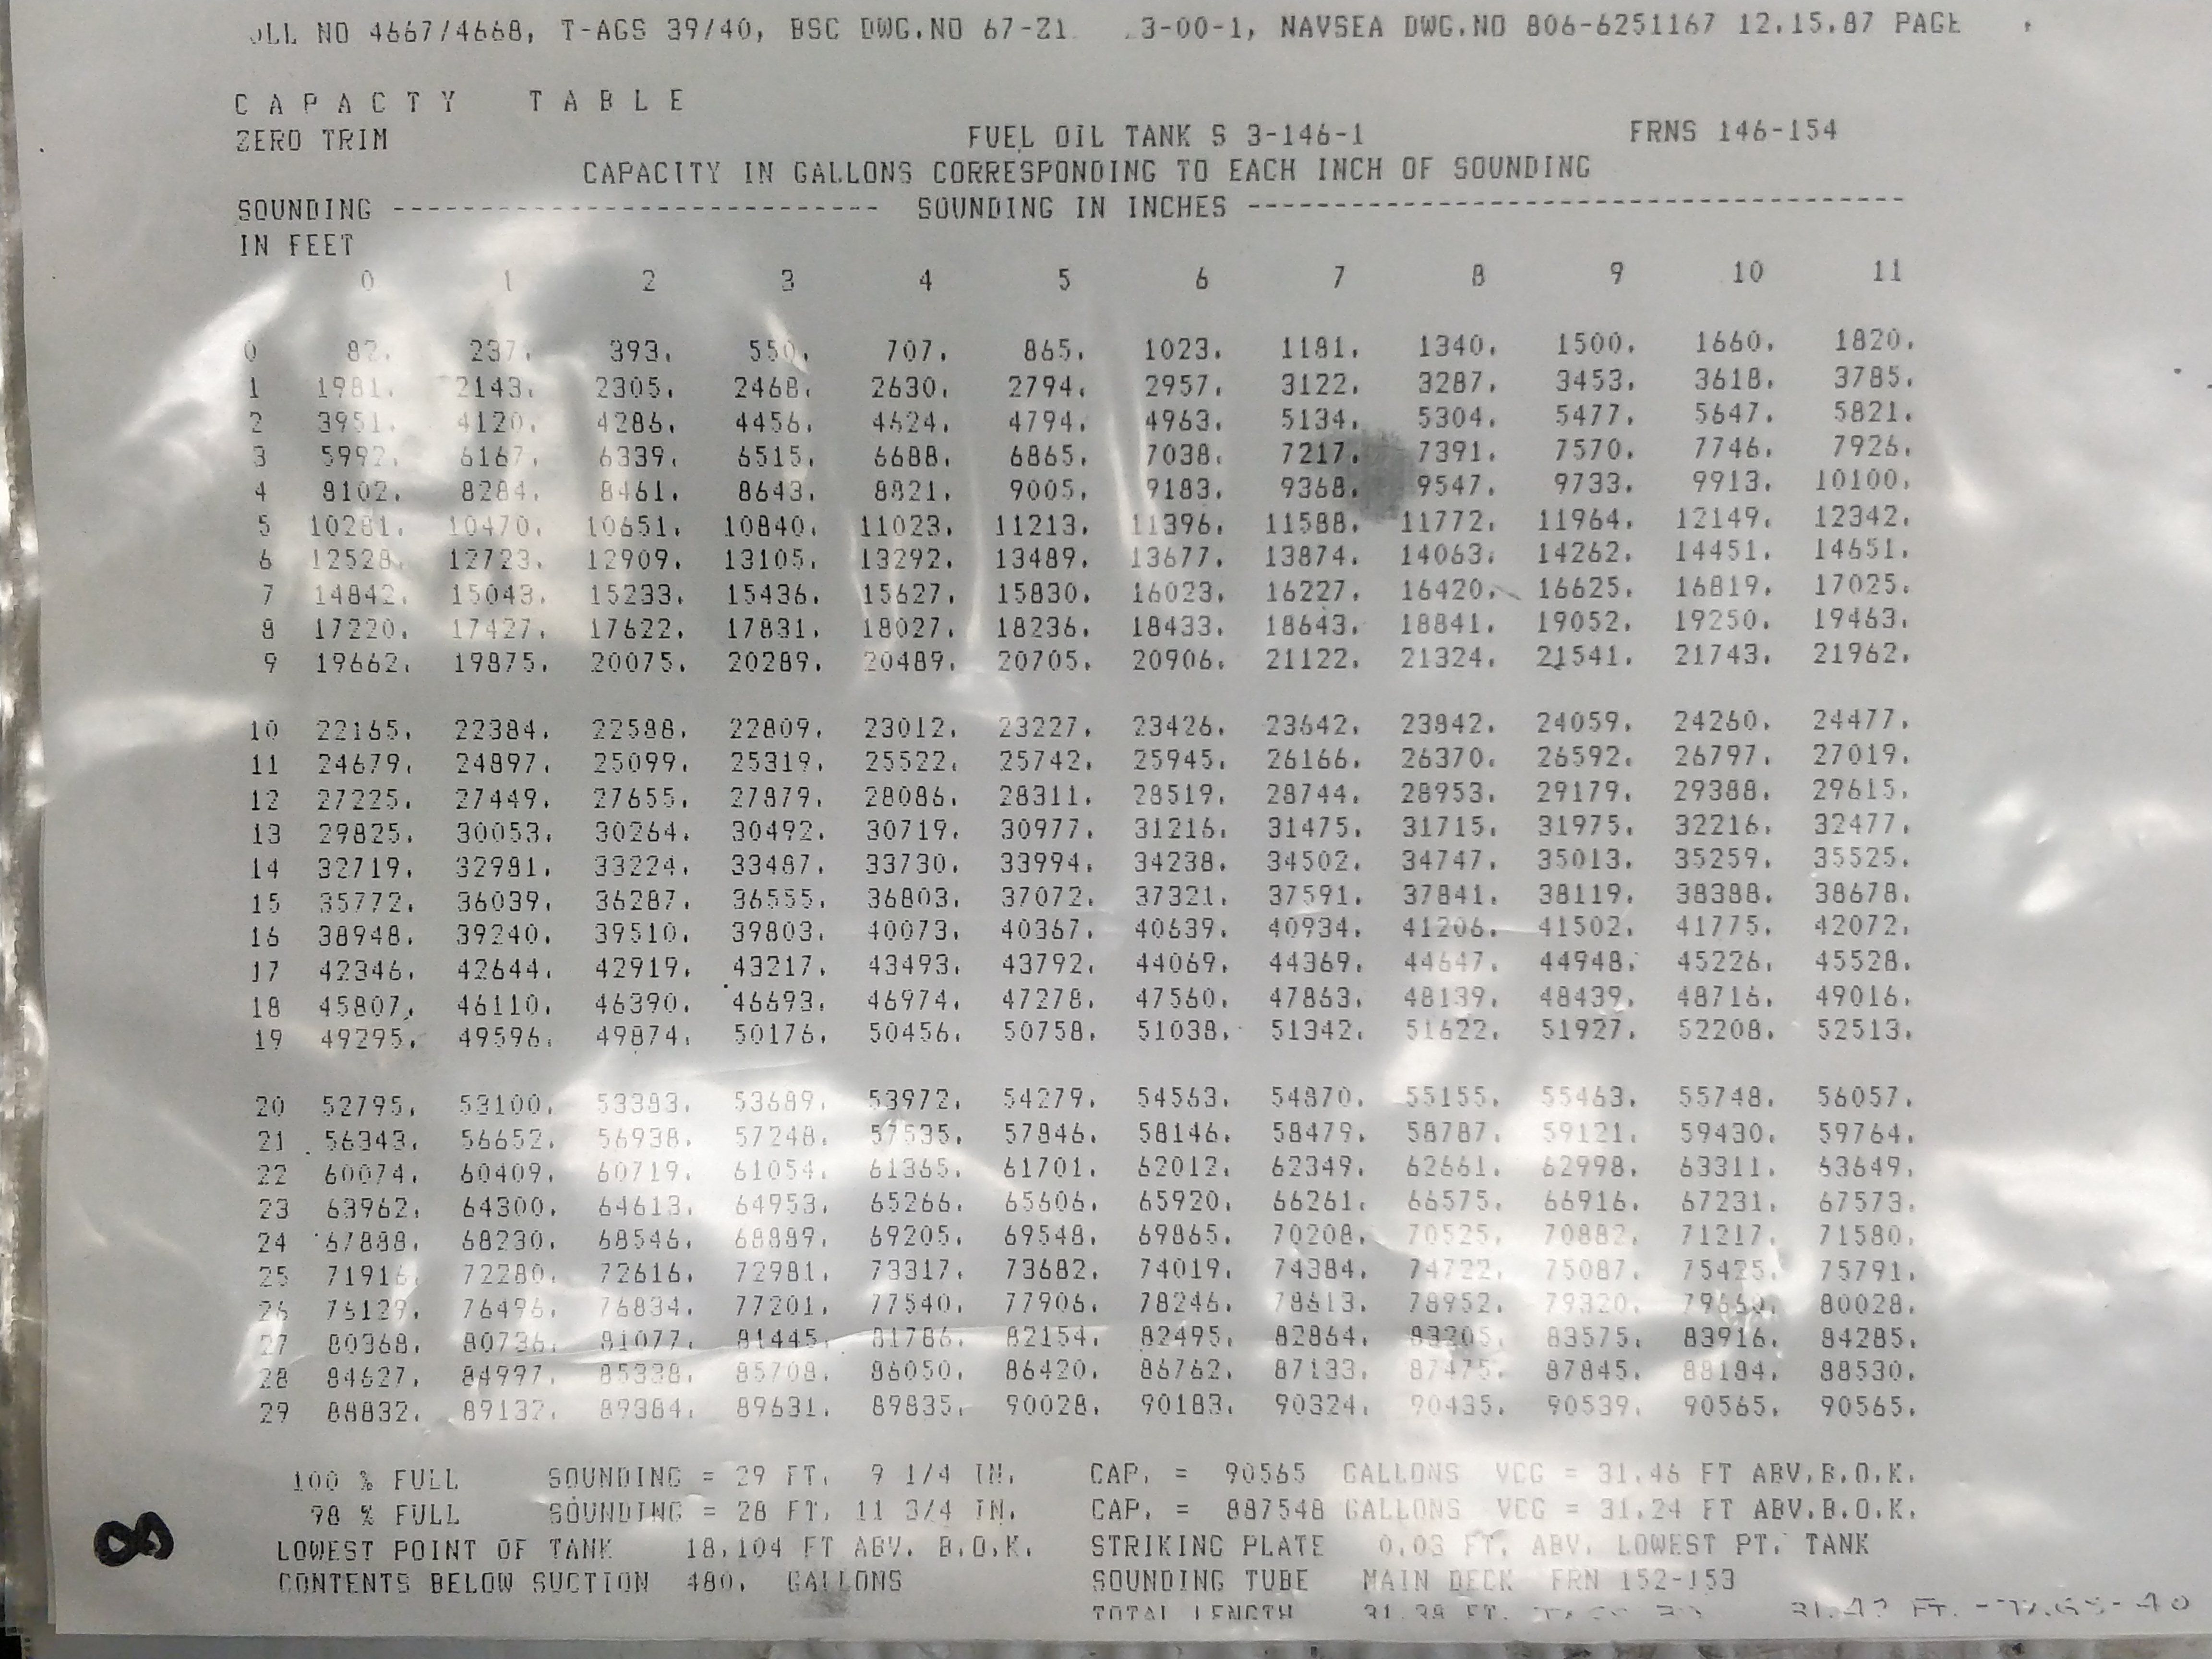 LL NO 4667/4668, T-AGS 39/40, BSC DWG.NO 67-21 3-00-1, NAVSEA DWG.NO 806-6251167 12.15.87 PAGE
C A P A C T Y T A B L E
ZERO TRIM FUEL OIL TANK S 3-146-1 FRNS 146-154
CAPACITY IN GALLONS CORRESPONDING TO EACH INCH OF SOUNDING
SOUNDING ---------------------------- SOUNDING IN INCHES ----------------------------
IN FEET
0 1 2 3 4 5 6 7 8 9 10 11
0 82. 237. 393. 550. 707. 865. 1023. 1181. 1340. 1500. 1660. 1820.
1 1981. 2143. 2305. 2468. 2630. 2794. 2957. 3122. 3287. 3453. 3618. 3785.
2 3951. 4120. 4286. 4456. 4624. 4794. 4963. 5134. 5304. 5477. 5647. 5821.
3 5992. 6167. 6339. 6515. 6688. 6865. 7038. 7217. 7391. 7570. 7746. 7926.
4 8102. 8284. 8461. 8643. 8821. 9005. 9183. 9368. 9547. 9733. 9913. 10100.
5 10281. 10470. 10651. 10840. 11023. 11213. 11396. 11588. 11772. 11964. 12149. 12342.
6 12528. 12723. 12909. 13105. 13292. 13489. 13677. 13874. 14063. 14262. 14451. 14651.
7 14842. 15043. 15233. 15436. 15627. 15830. 16023. 16227. 16420. 16625. 16819. 17025.
8 17220. 17427. 17622. 17831. 18027. 18236. 18433. 18643. 18841. 19052. 19250. 19463.
9 19662. 19875. 20075. 20289. 20489. 20705. 20906. 21122. 21324. 21541. 21743. 21962.
10 22165. 22384. 22588. 22809. 23012. 23227. 23426. 23642. 23842. 24059. 24260. 24477.
11 24679. 24897. 25099. 25319. 25522. 25742. 25945. 26166. 26370. 26592. 26797. 27019.
12 27225. 27449. 27655. 27879. 28086. 28311. 28519. 28744. 28953. 29179. 29388. 29615.
13 29825. 30053. 30264. 30492. 30719. 30977. 31216. 31475. 31715. 31975. 32216. 32477.
14 32719. 32981. 33224. 33487. 33730. 33994. 34238. 34502. 34747. 35013. 35259. 35525.
15 35772. 36039. 36287. 36555. 36803. 37072. 37321. 37591. 37841. 38119. 38388. 38678.
16 38948. 39240. 39510. 39803. 40073. 40367. 40639. 40934. 41206. 41502. 41775. 42072.
17 42346. 42644. 42919. 43217. 43493. 43792. 44069. 44369. 44647. 44948. 45226. 45528.
18 45807. 46110. 46390. 46693. 46974. 47278. 47560. 47863. 48139. 48439. 48716. 49016.
19 49295. 49596. 49874. 50176. 50456. 50758. 51038. 51342. 51622. 51927. 52208. 52513.
20 52795. 53100. 53383. 53689. 53972. 54279. 54563. 54870. 55155. 55463. 55748. 56057.
21 56343. 56652. 56938. 57248. 57535. 57846. 58146. 58479. 58787. 59121. 59430. 59764.
22 60074. 60409. 60719. 61054. 61365. 61701. 62012. 62349. 62661. 62998. 63311. 63649.
23 63962. 64300. 64613. 64953. 65266. 65606. 65920. 66261. 66575. 66916. 67231. 67573.
24 67888. 68230. 68546. 68889. 69205. 69548. 69865. 70208. 70525. 70882. 71217. 71580.
25 71916. 72280. 72616. 72981. 73317. 73682. 74019. 74384. 74722. 75087. 75425. 75791.
26 76129. 76496. 76834. 77201. 77540. 77906. 78246. 78613. 78952. 79320. 79660. 80028.
27 80368. 80736. 81077. 81445. 81786. 82154. 82495. 82864. 83205. 83575. 83916. 84285.
28 84627. 84997. 85338. 85708. 86050. 86420. 86762. 87133. 87475. 87845. 88184. 88530.
29 88832. 89132. 89384. 89631. 89835. 90028. 90183. 90324. 90435. 90539. 90565. 90565.
100 % FULL SOUNDING = 29 FT. 9 1/4 IN. CAP. = 90565 GALLONS VCG = 31.46 FT ABV.B.O.K.
98 % FULL SOUNDING = 28 FT. 11 3/4 IN. CAP. = 887548 GALLONS VCG = 31.24 FT ABV.B.O.K.
LOWEST POINT OF TANK 18.104 FT ABV. B.O.K. STRIKING PLATE 0.03 FT. ABV. LOWEST PT. TANK
CONTENTS BELOW SUCTION 480. GALLONS SOUNDING TUBE MAIN DECK FRN 152-153
TOTAL LENGTH
8